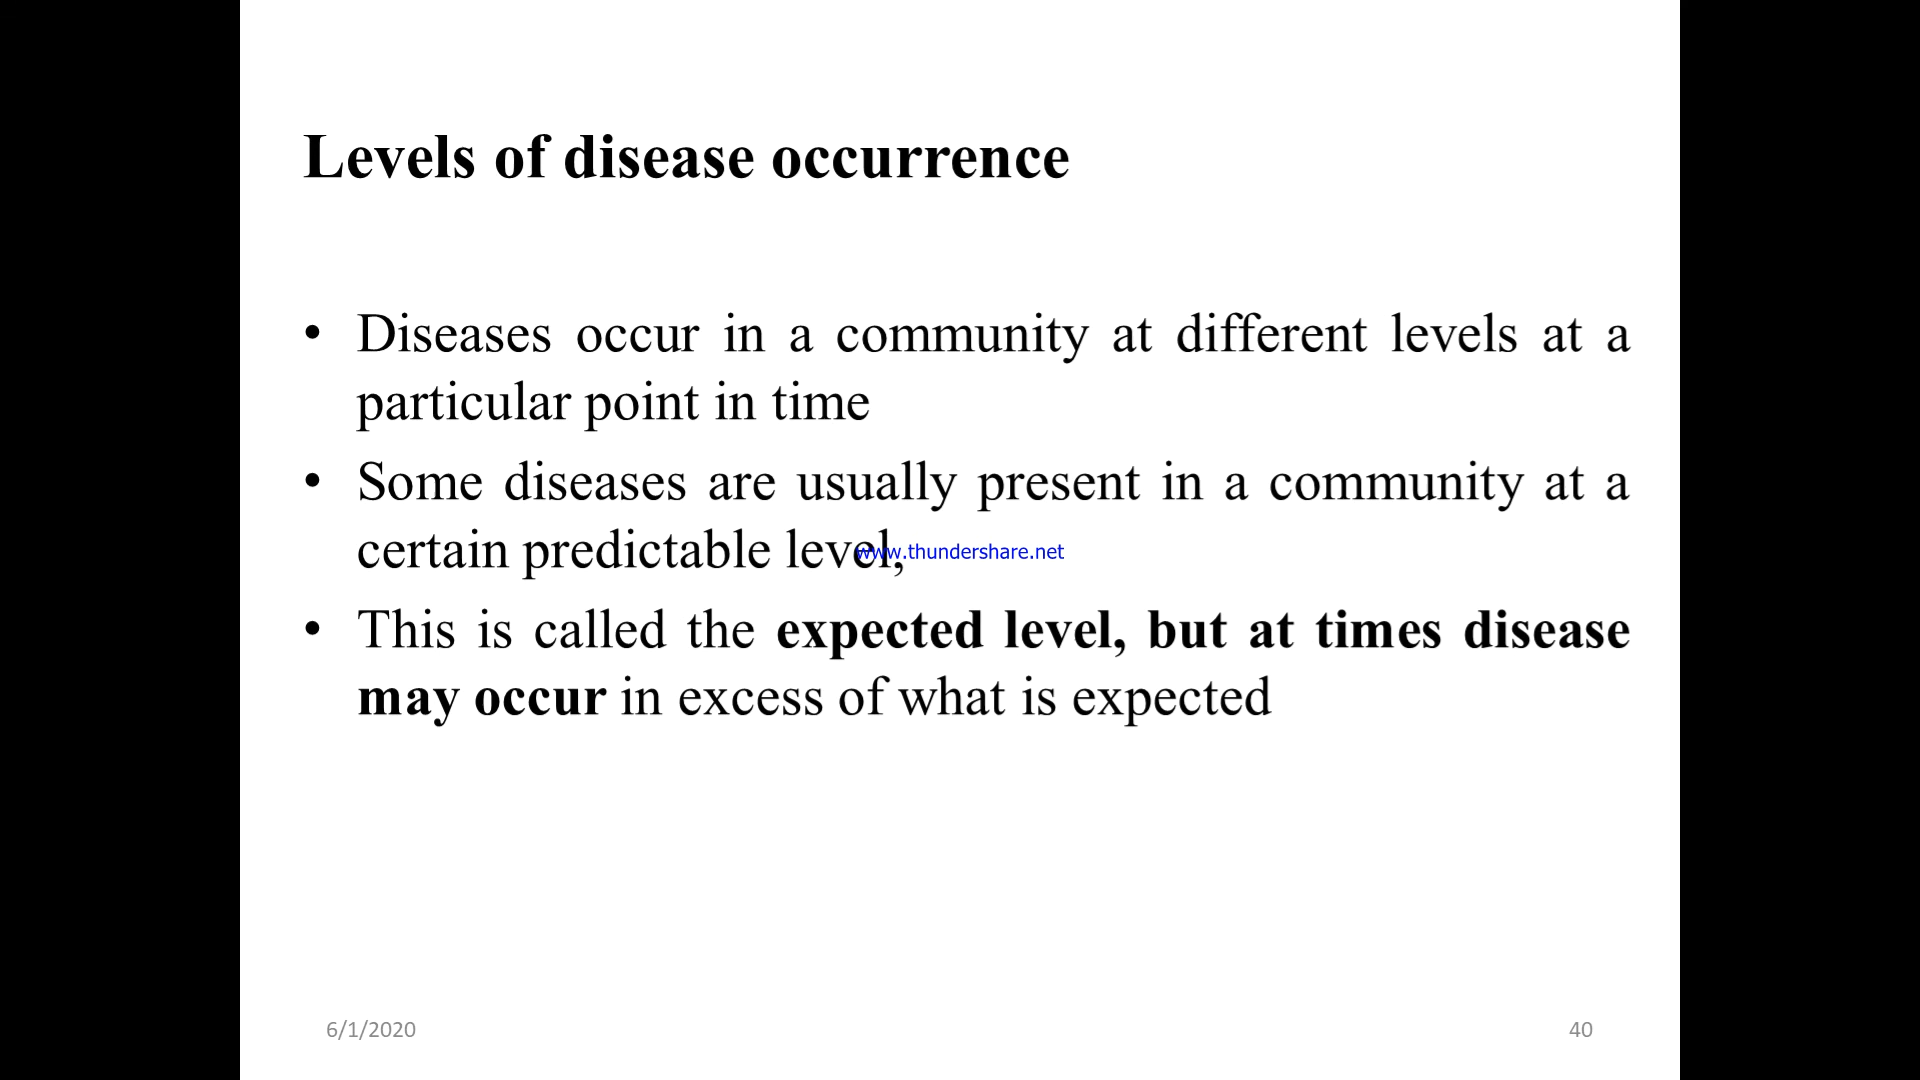 Levels of disease occurrence
• Diseases occur in a community at different levels at a
particular point in time
• Some diseases are usually present in a community at a
certain predictable level,
www.thundershare.net
• This is called the expected level, but at times disease
may occur in excess of what is expected
6/1/2020
40